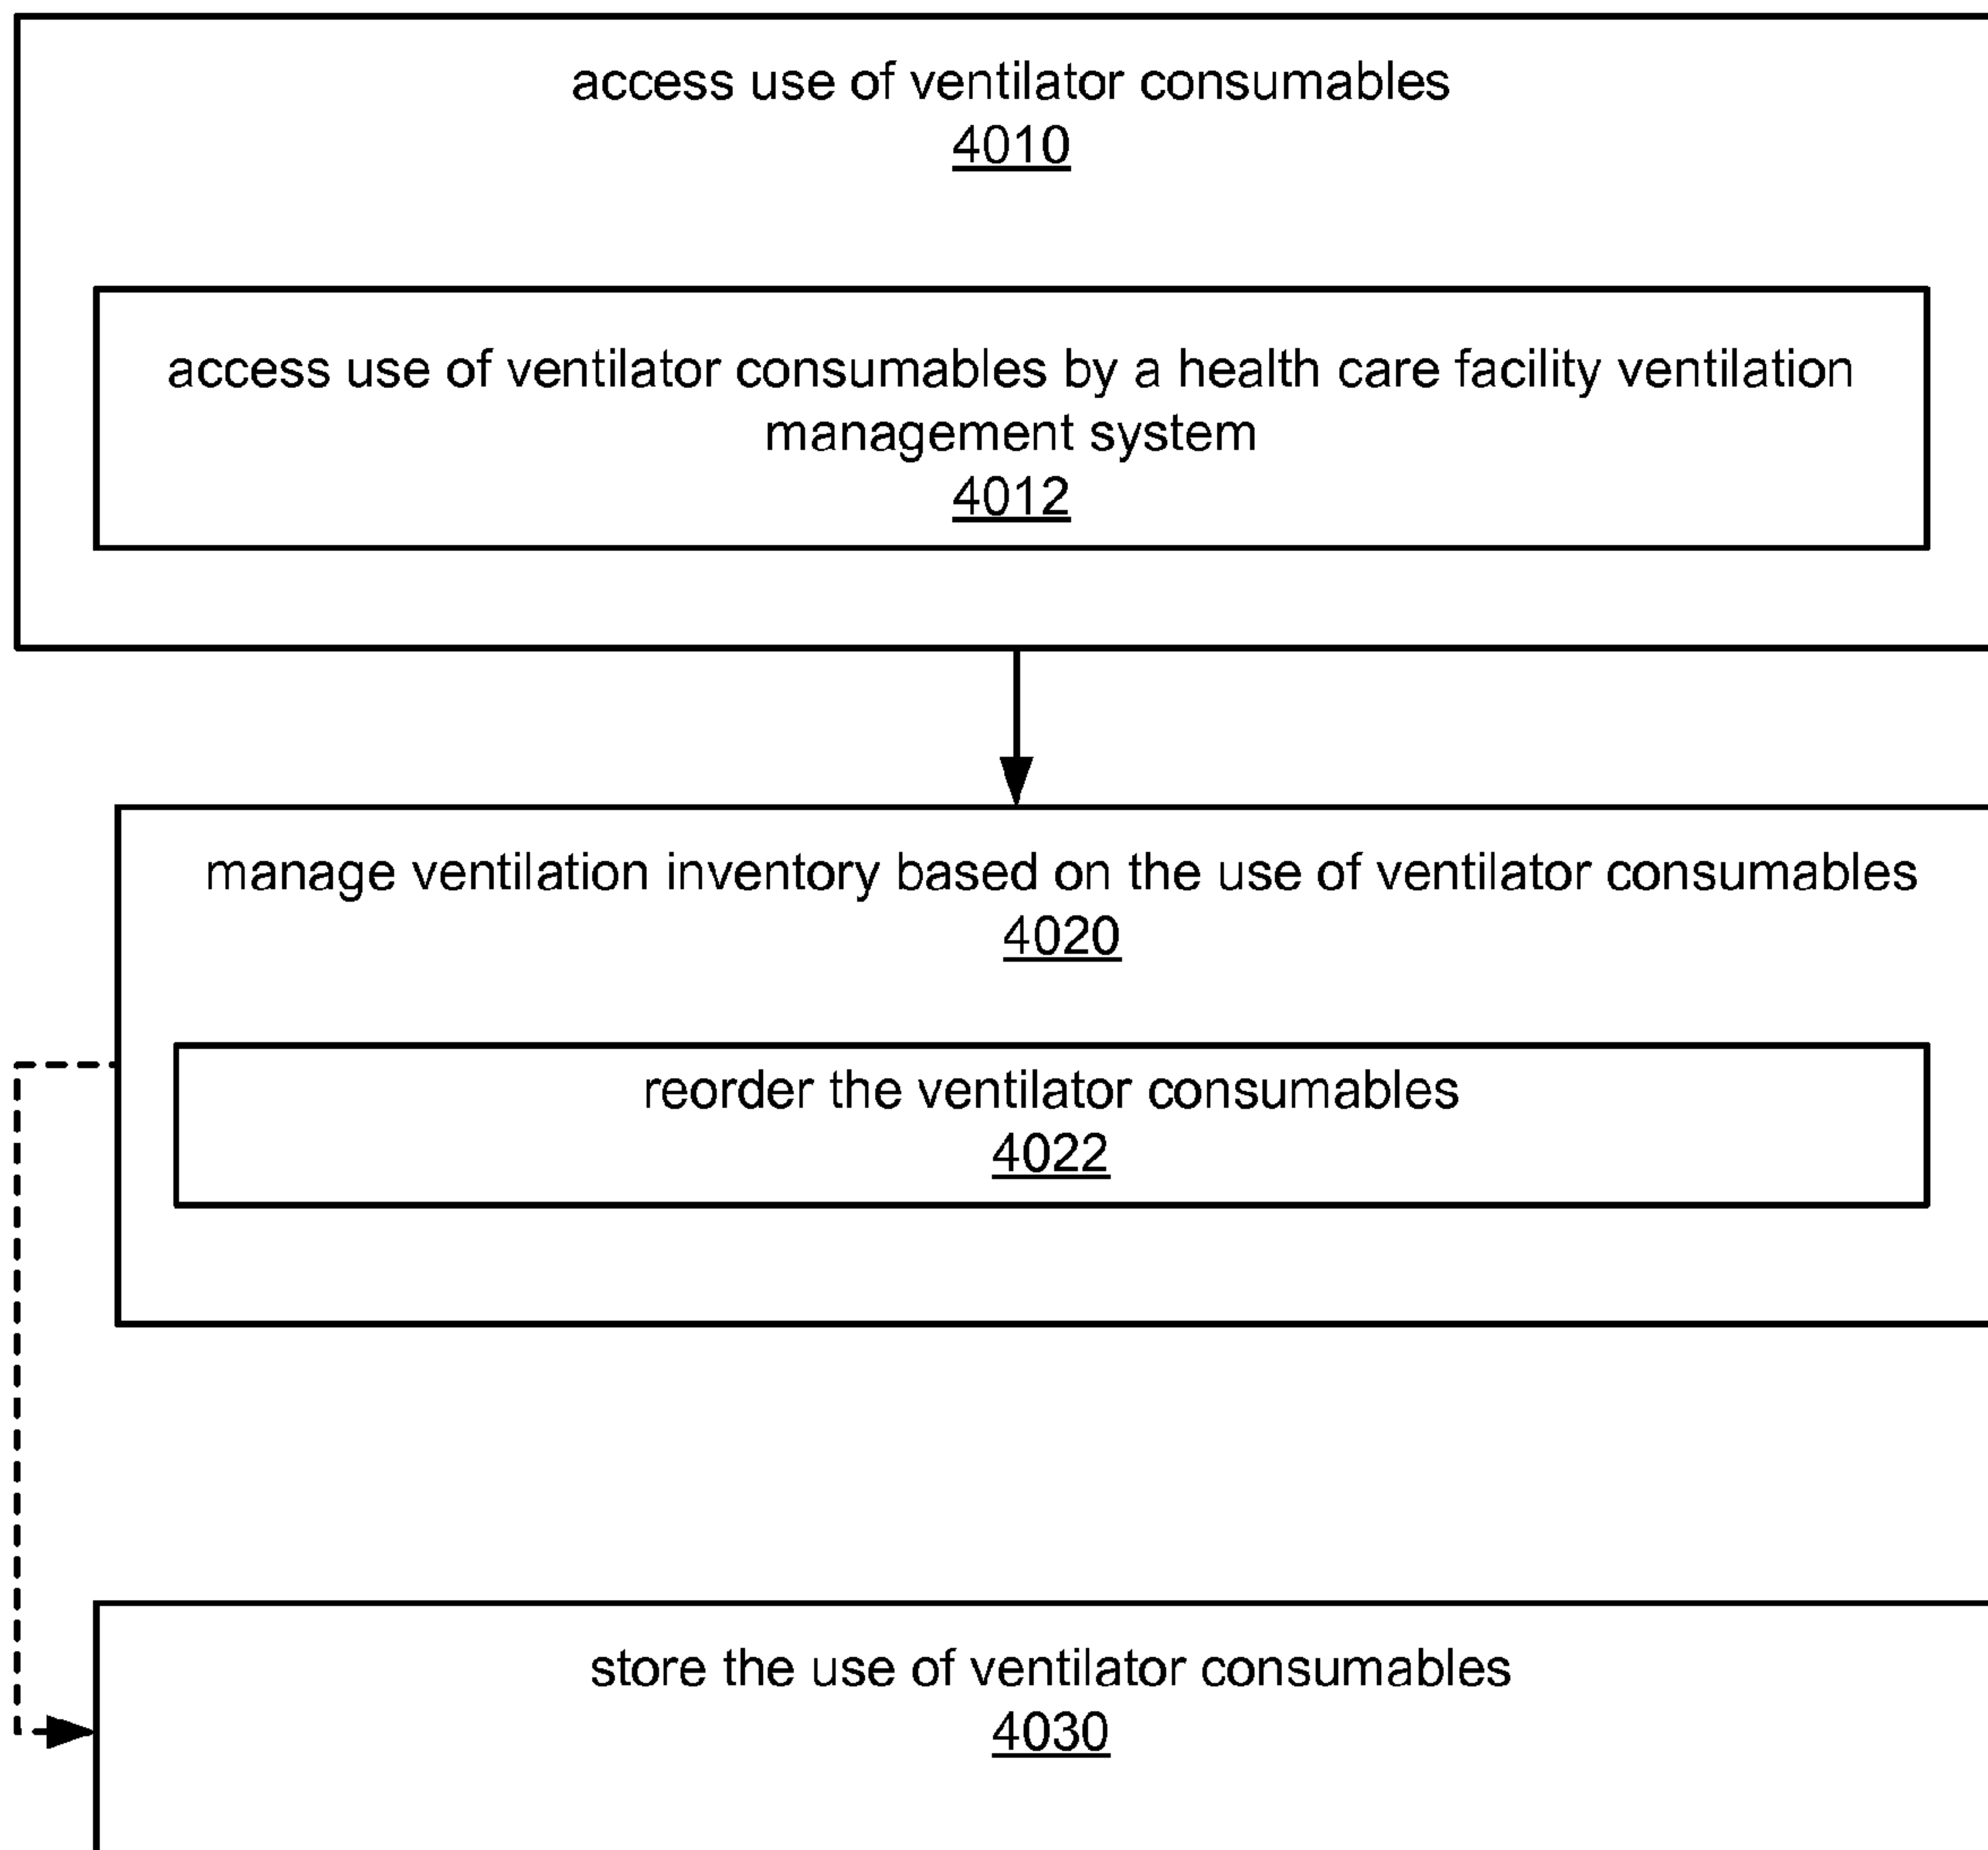 access use of ventilator consumables
4010
access use of ventilator consumables by a health care facility ventilation
management system
4012
manage ventilation inventory based on the use of ventilator consumables
4020
reorder the ventilator consumables
4022
store the use of ventilator consumables
4030